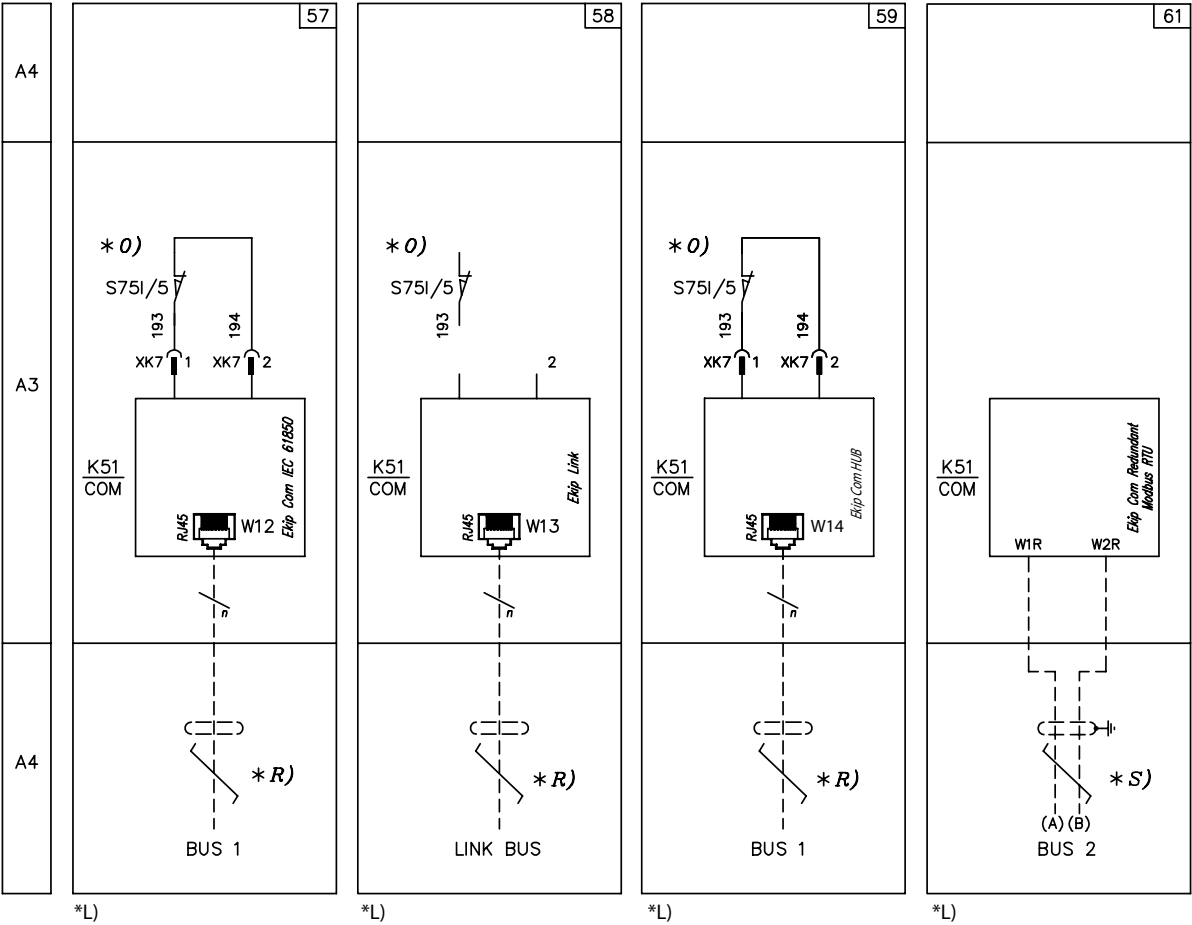 57
58
59
61
A4
A3
A4
*O)
S75I/5
193
194
XK7
1
XK7
2
K51
COM
Ekip Com IEC 61850
RJ45
W12
n
*R)
BUS 1
*L)
*O)
S75I/5
193
2
K51
COM
Ekip Link
RJ45
W13
n
*R)
LINK BUS
*L)
*O)
S75I/5
193
194
XK7
1
XK7
2
K51
COM
Ekip Com HUB
RJ45
W14
n
*R)
BUS 1
*L)
K51
COM
Ekip Com Redundant
Modbus RTU
W1R
W2R
*S)
(A) (B)
BUS 2
*L)